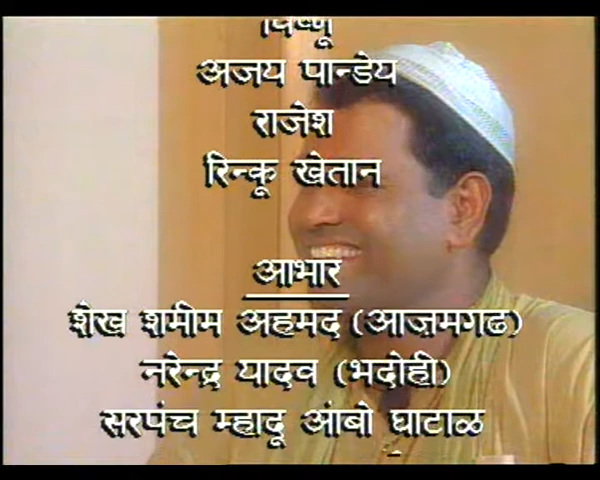 विष्णू
अजय पान्डेय
राजेश
रिन्कू खेतान
आभार
शेख शमीम अहमद (आज़मगढ)
नरेन्द्र यादव (भदोही)
सरपंच म्हादू आंबो घाटाळ